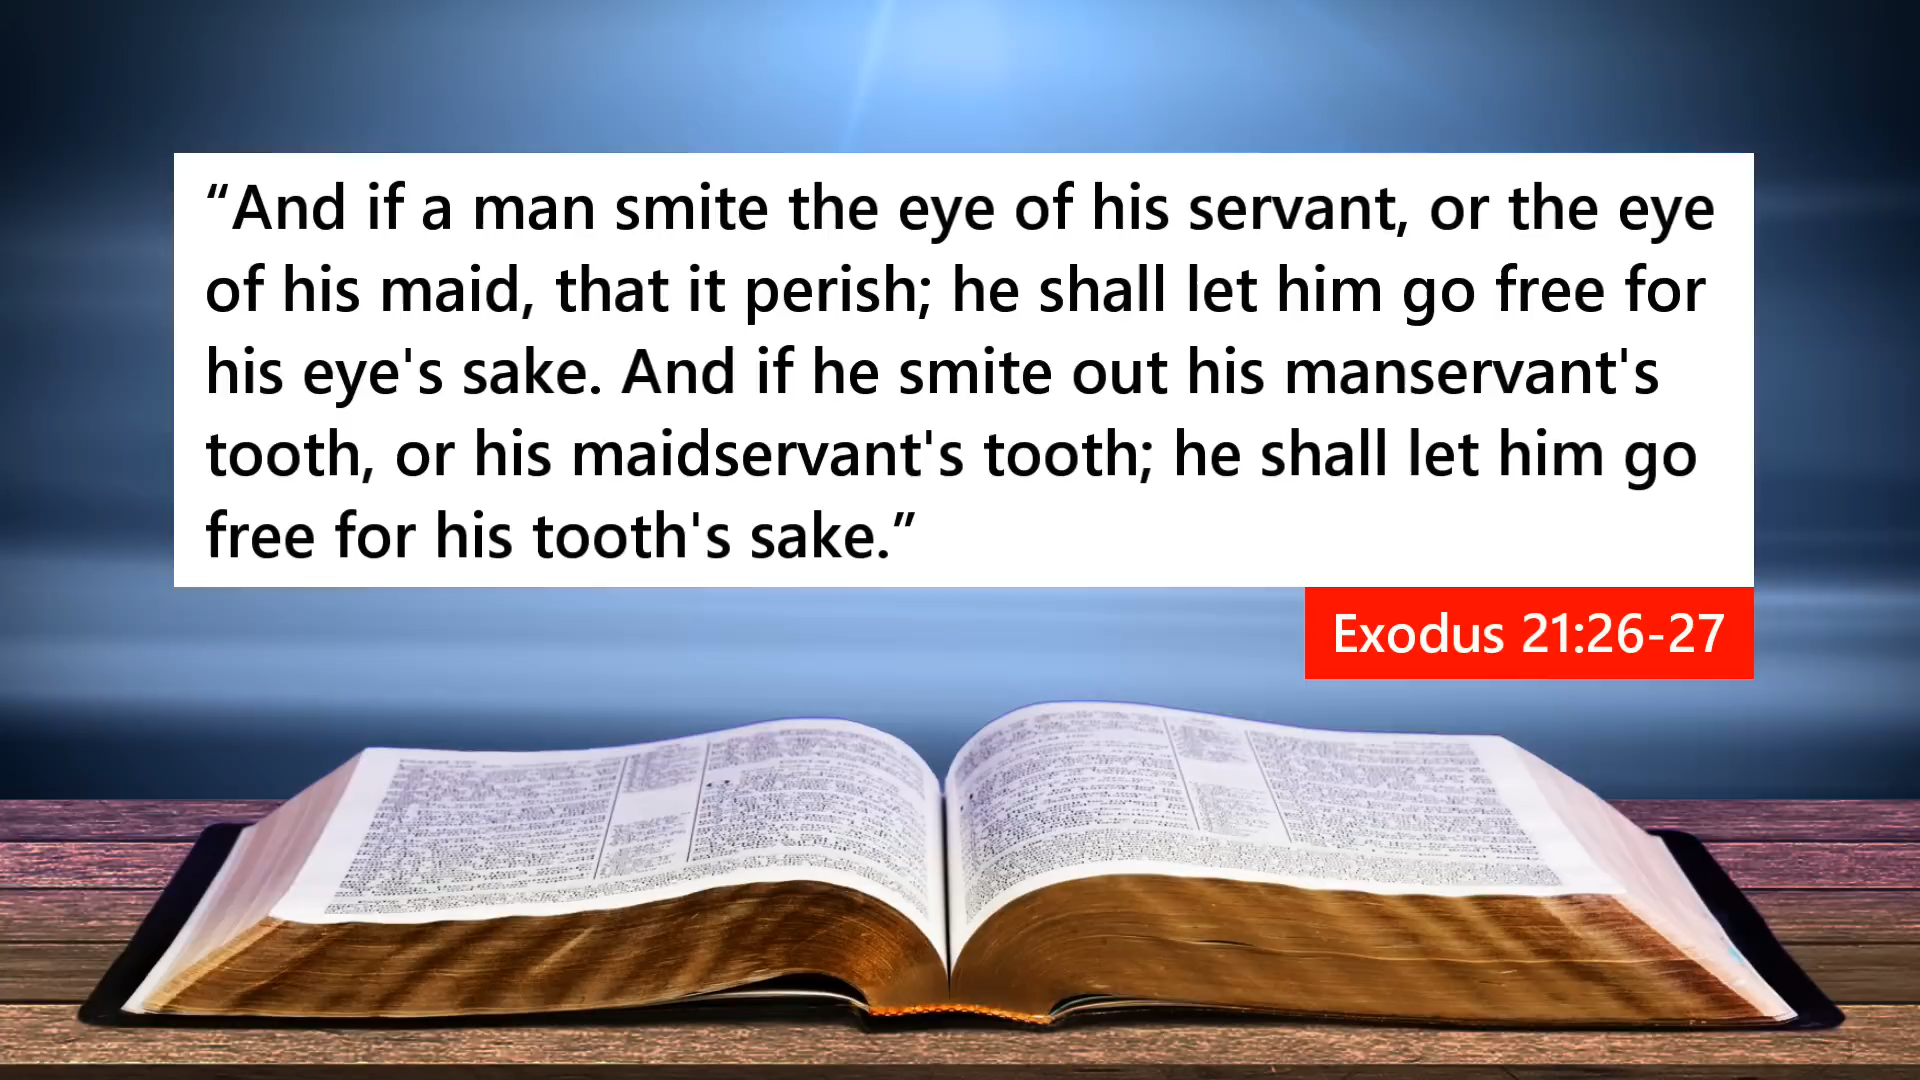 “And if a man smite the eye of his servant, or the eye
of his maid, that it perish; he shall let him go free for
his eye's sake. And if he smite out his manservant's
tooth, or his maidservant's tooth; he shall let him go
free for his tooth's sake.”
Exodus 21:26-27